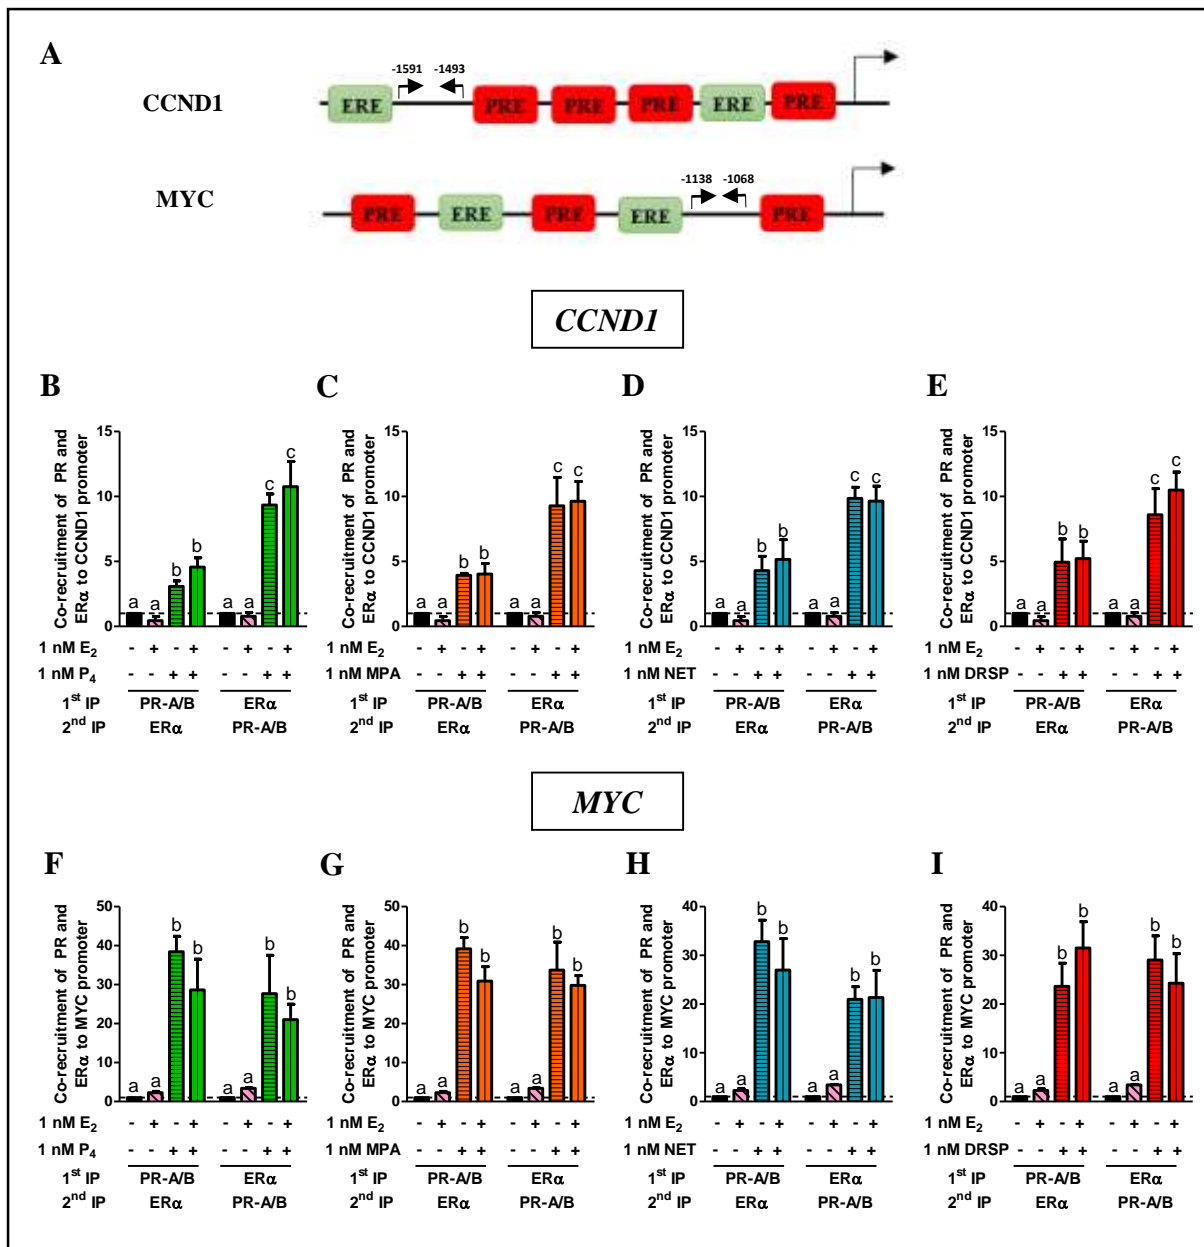 A
CCND1
-1591 -1493
ERE PRE PRE PRE ERE PRE
MYC
-1138 -1068
PRE ERE PRE ERE PRE
CCND1
B
Co-recruitment of PR and
ERα to CCND1 promoter
15
10
5
0
a a b b a a c c
1 nM E2 - + - + - + - +
1 nM P4 - - + + - - + +
1st IP PR-A/B ERα
2nd IP ERα PR-A/B
C
Co-recruitment of PR and
ERα to CCND1 promoter
15
10
5
0
a a b b a a c c
1 nM E2 - + - + - + - +
1 nM MPA - - + + - - + +
1st IP PR-A/B ERα
2nd IP ERα PR-A/B
D
Co-recruitment of PR and
ERα to CCND1 promoter
15
10
5
0
a a b b a a c c
1 nM E2 - + - + - + - +
1 nM NET - - + + - - + +
1st IP PR-A/B ERα
2nd IP ERα PR-A/B
E
Co-recruitment of PR and
ERα to CCND1 promoter
15
10
5
0
a a b b a a c c
1 nM E2 - + - + - + - +
1 nM DRSP - - + + - - + +
1st IP PR-A/B ERα
2nd IP ERα PR-A/B
MYC
F
Co-recruitment of PR and
ERα to MYC promoter
50
40
30
20
10
0
a a b b a a b b
1 nM E2 - + - + - + - +
1 nM P4 - - + + - - + +
1st IP PR-A/B ERα
2nd IP ERα PR-A/B
G
Co-recruitment of PR and
ERα to MYC promoter
50
40
30
20
10
0
a a b b a a b b
1 nM E2 - + - + - + - +
1 nM MPA - - + + - - + +
1st IP PR-A/B ERα
2nd IP ERα PR-A/B
H
Co-recruitment of PR and
ERα to MYC promoter
40
30
20
10
0
a a b b a a b b
1 nM E2 - + - + - + - +
1 nM NET - - + + - - + +
1st IP PR-A/B ERα
2nd IP ERα PR-A/B
I
Co-recruitment of PR and
ERα to MYC promoter
40
30
20
10
0
a a b b a a b b
1 nM E2 - + - + - + - +
1 nM DRSP - - + + - - + +
1st IP PR-A/B ERα
2nd IP ERα PR-A/B